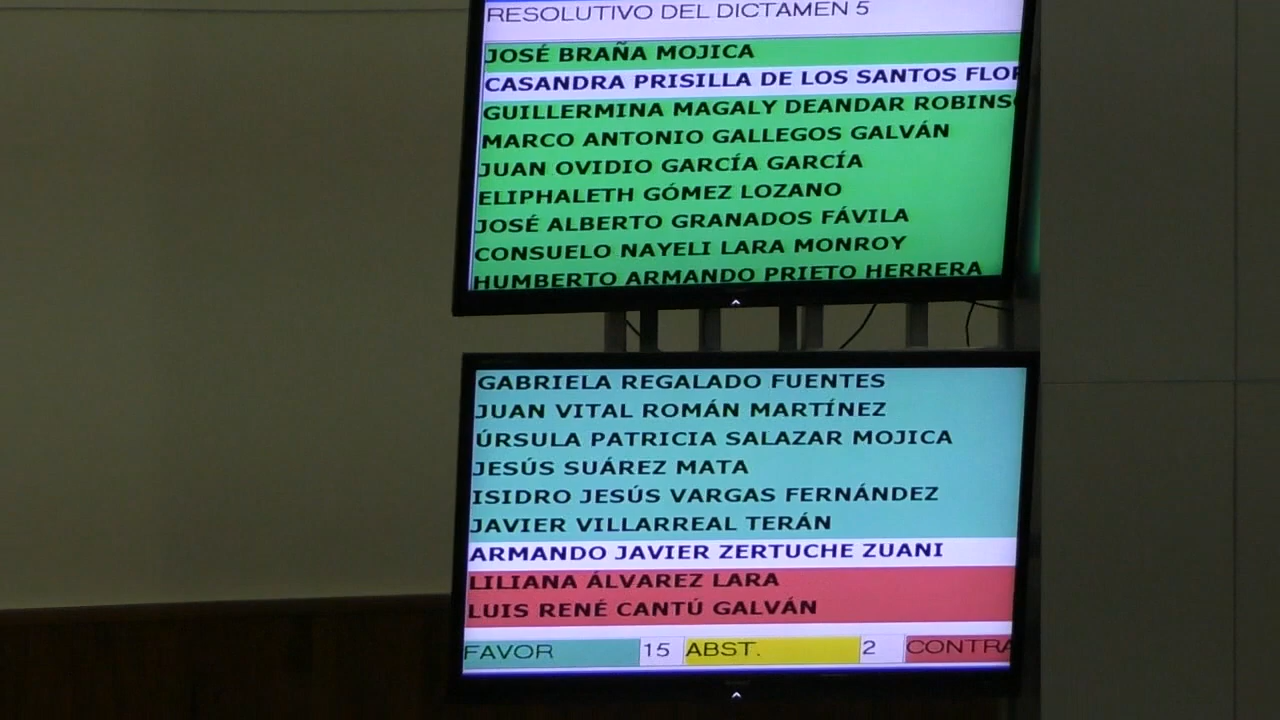 RESOLUTIVO DEL DICTAMEN 5
JOSÉ BRAÑA MOJICA
CASANDRA PRISILLA DE LOS SANTOS FLOR
GUILLERMINA MAGALY DEANDAR ROBINSO
MARCO ANTONIO GALLEGOS GALVÁN
JUAN OVIDIO GARCÍA GARCÍA
ELIPHALETH GÓMEZ LOZANO
JOSÉ ALBERTO GRANADOS FÁVILA
CONSUELO NAYELI LARA MONROY
HUMBERTO ARMANDO PRIETO HERRERA
GABRIELA REGALADO FUENTES
JUAN VITAL ROMÁN MARTÍNEZ
ÚRSULA PATRICIA SALAZAR MOJICA
JESÚS SUÁREZ MATA
ISIDRO JESÚS VARGAS FERNÁNDEZ
JAVIER VILLARREAL TERÁN
ARMANDO JAVIER ZERTUCHE ZUANI
LILIANA ÁLVAREZ LARA
LUIS RENÉ CANTÚ GALVÁN
FAVOR 15 ABST. 2 CONTRA